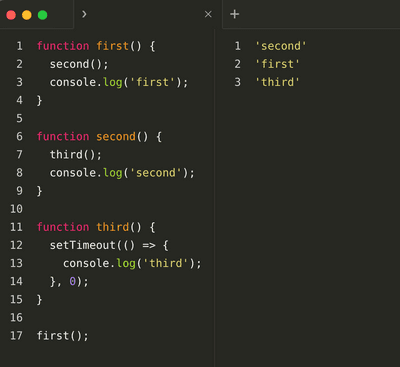 1 function first() {
2   second();
3   console.log('first');
4 }
5
6 function second() {
7   third();
8   console.log('second');
9 }
10
11 function third() {
12   setTimeout(() => {
13     console.log('third');
14   }, 0);
15 }
16
17 first();
1 'second'
2 'first'
3 'third'